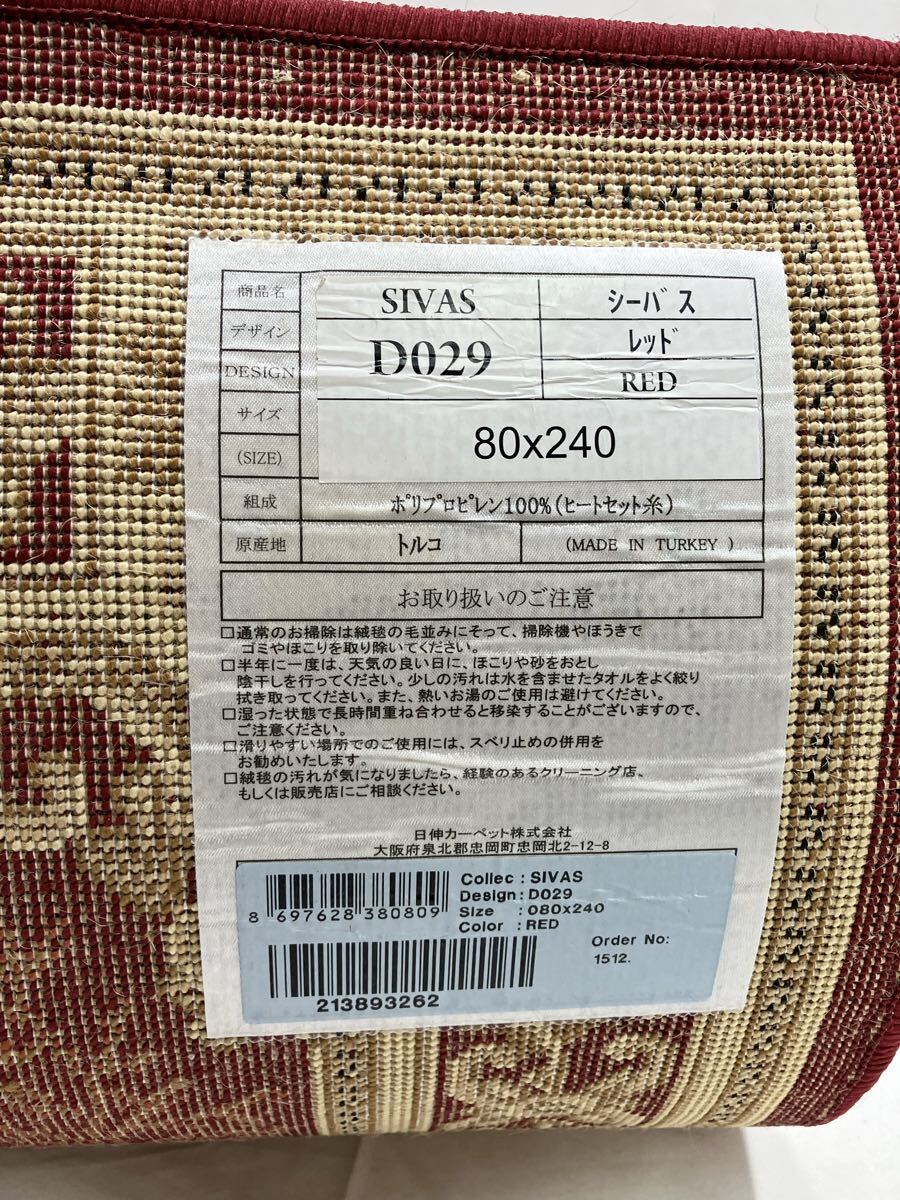 商品名 SIVAS シーバス
デザイン レッド
DESIGN D029 RED
サイズ
(SIZE) 80x240
組成 ポリプロピレン100%(ヒートセット糸)
原産地 トルコ (MADE IN TURKEY )
お取り扱いのご注意
□通常のお掃除は絨毯の毛並みにそって、掃除機やほうきで
ゴミやほこりを取り除いてください。
□半年に一度は、天気の良い日に、ほこりや砂をおとし
陰干しを行ってください。少しの汚れは水を含ませたタオルをよく絞り
拭き取ってください。また、熱いお湯のご使用は避けてください。
□湿った状態で長時間重ね合わせると移染することがございますので、
ご注意ください。
□滑りやすい場所でのご使用には、スベリ止めの併用を
お勧めいたします。
□絨毯の汚れが気になりましたら、経験のあるクリーニング店、
もしくは販売店にご相談ください。
日伸カーペット株式会社
大阪府泉北郡忠岡町忠岡北2-12-8
Collec : SIVAS
Design : D029
8 697628 380809 Size : 080x240
Color : RED
Order No:
1512.
213893262